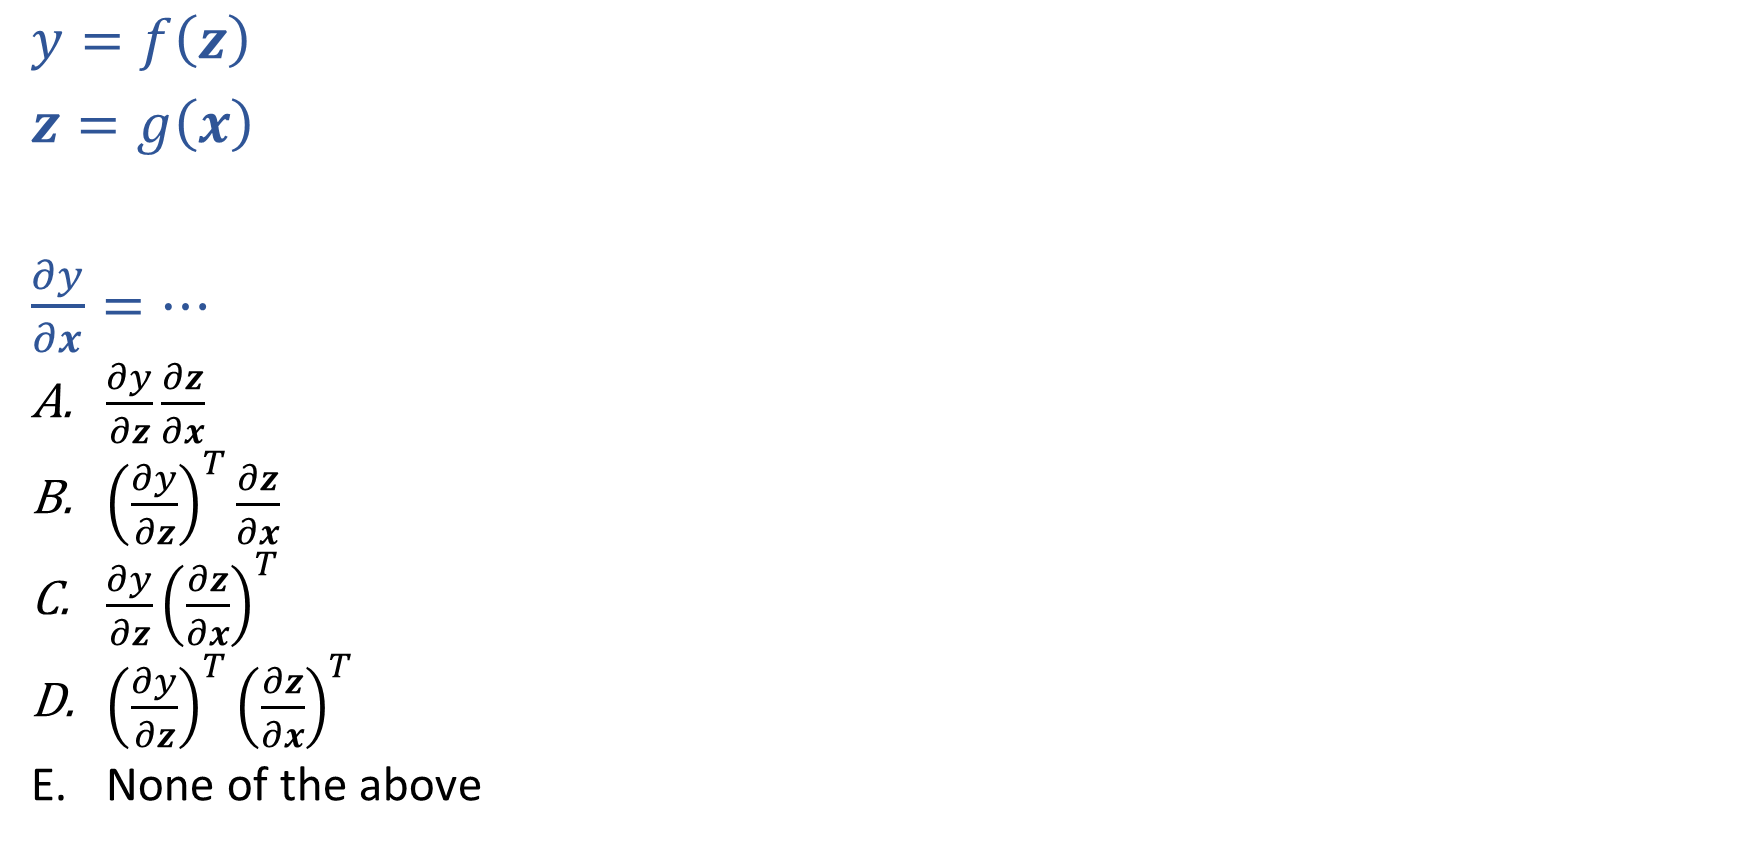 y = f(𝒛)
𝒛 = g(𝒙)
∂y/∂𝒙 = ⋯
A. ∂y/∂𝒛 ∂𝒛/∂𝒙
B. (∂y/∂𝒛)^T ∂𝒛/∂𝒙
C. ∂y/∂𝒛 (∂𝒛/∂𝒙)^T
D. (∂y/∂𝒛)^T (∂𝒛/∂𝒙)^T
E. None of the above